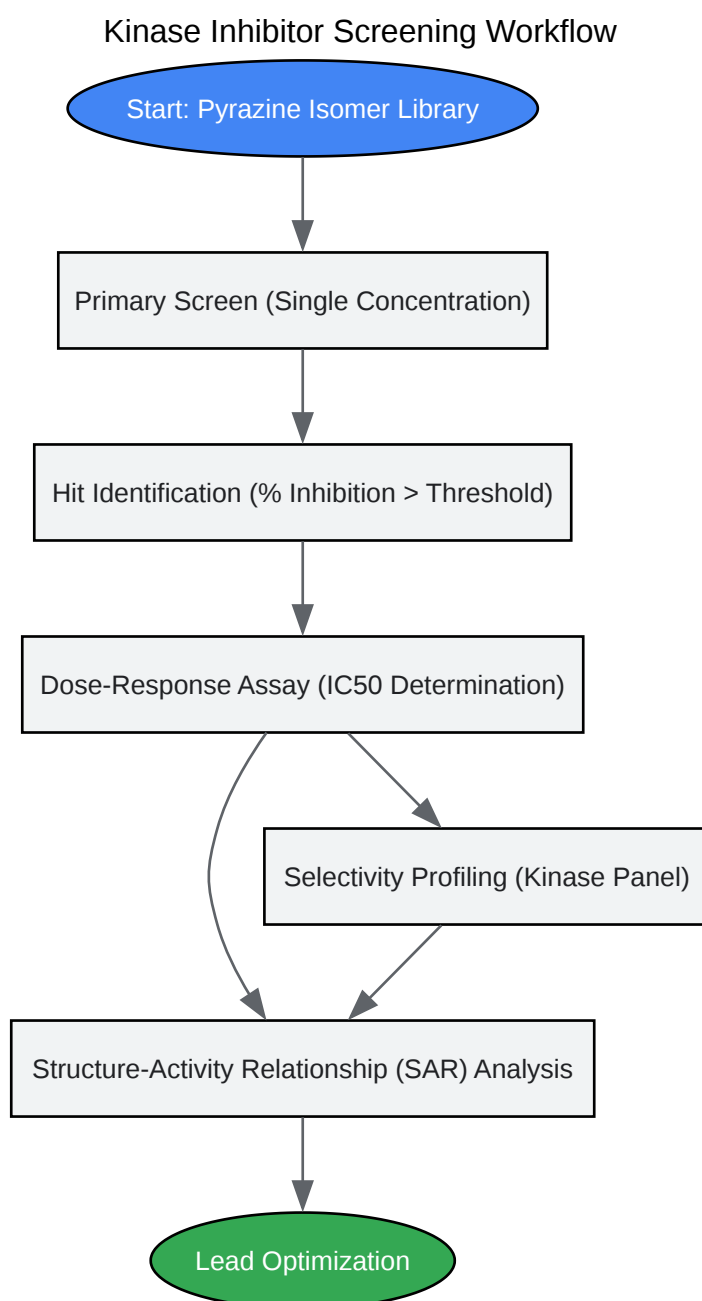 Kinase Inhibitor Screening Workflow
Start: Pyrazine Isomer Library
Primary Screen (Single Concentration)
Hit Identification (% Inhibition > Threshold)
Dose-Response Assay (IC50 Determination)
Selectivity Profiling (Kinase Panel)
Structure-Activity Relationship (SAR) Analysis
Lead Optimization